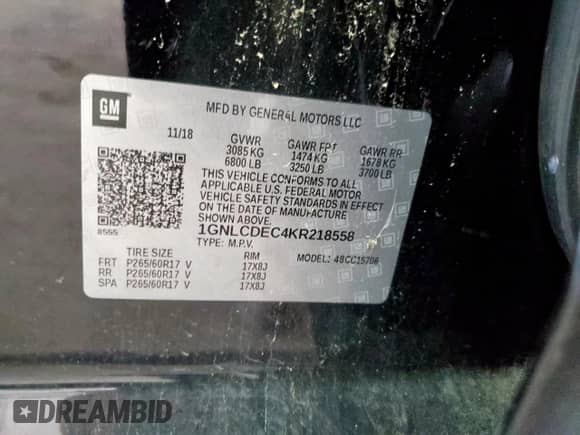 GM
MFD BY GENERAL MOTORS LLC
11/18 GVWR GAWR FRT GAWR RR
3085 KG 1474 KG 1678 KG
6800 LB 3250 LB 3700 LB
THIS VEHICLE CONFORMS TO ALL
APPLICABLE U.S. FEDERAL MOTOR
VEHICLE SAFETY STANDARDS IN EFFECT
ON THE DATE OF MANUFACTURE
SHOWN ABOVE.
8555
1GNLCDEC4KR218558
TYPE: M.P.V. MODEL: 48CC15706
TIRE SIZE RIM
FRT P265/60R17 V 17X8J
RR P265/60R17 V 17X8J
SPA P265/60R17 V 17X8J
DREAMBID